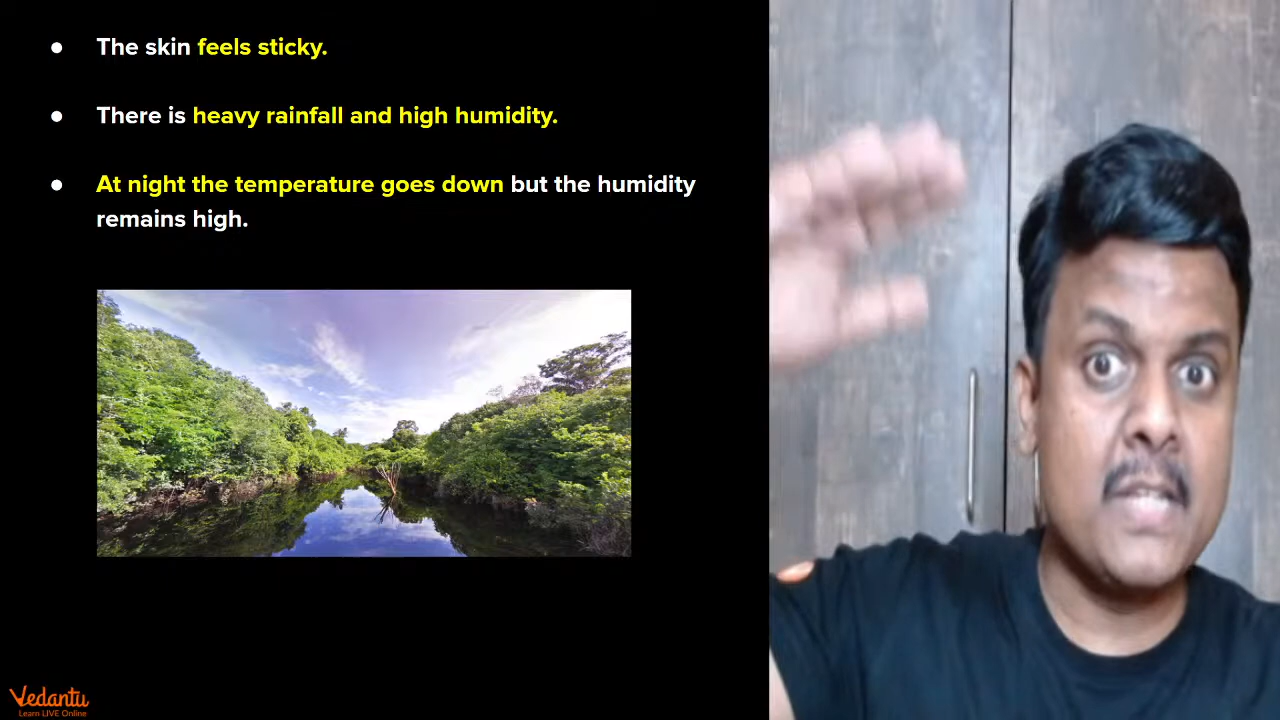 ● The skin feels sticky.
● There is heavy rainfall and high humidity.
● At night the temperature goes down but the humidity
remains high.
Vedantu
Learn LIVE Online